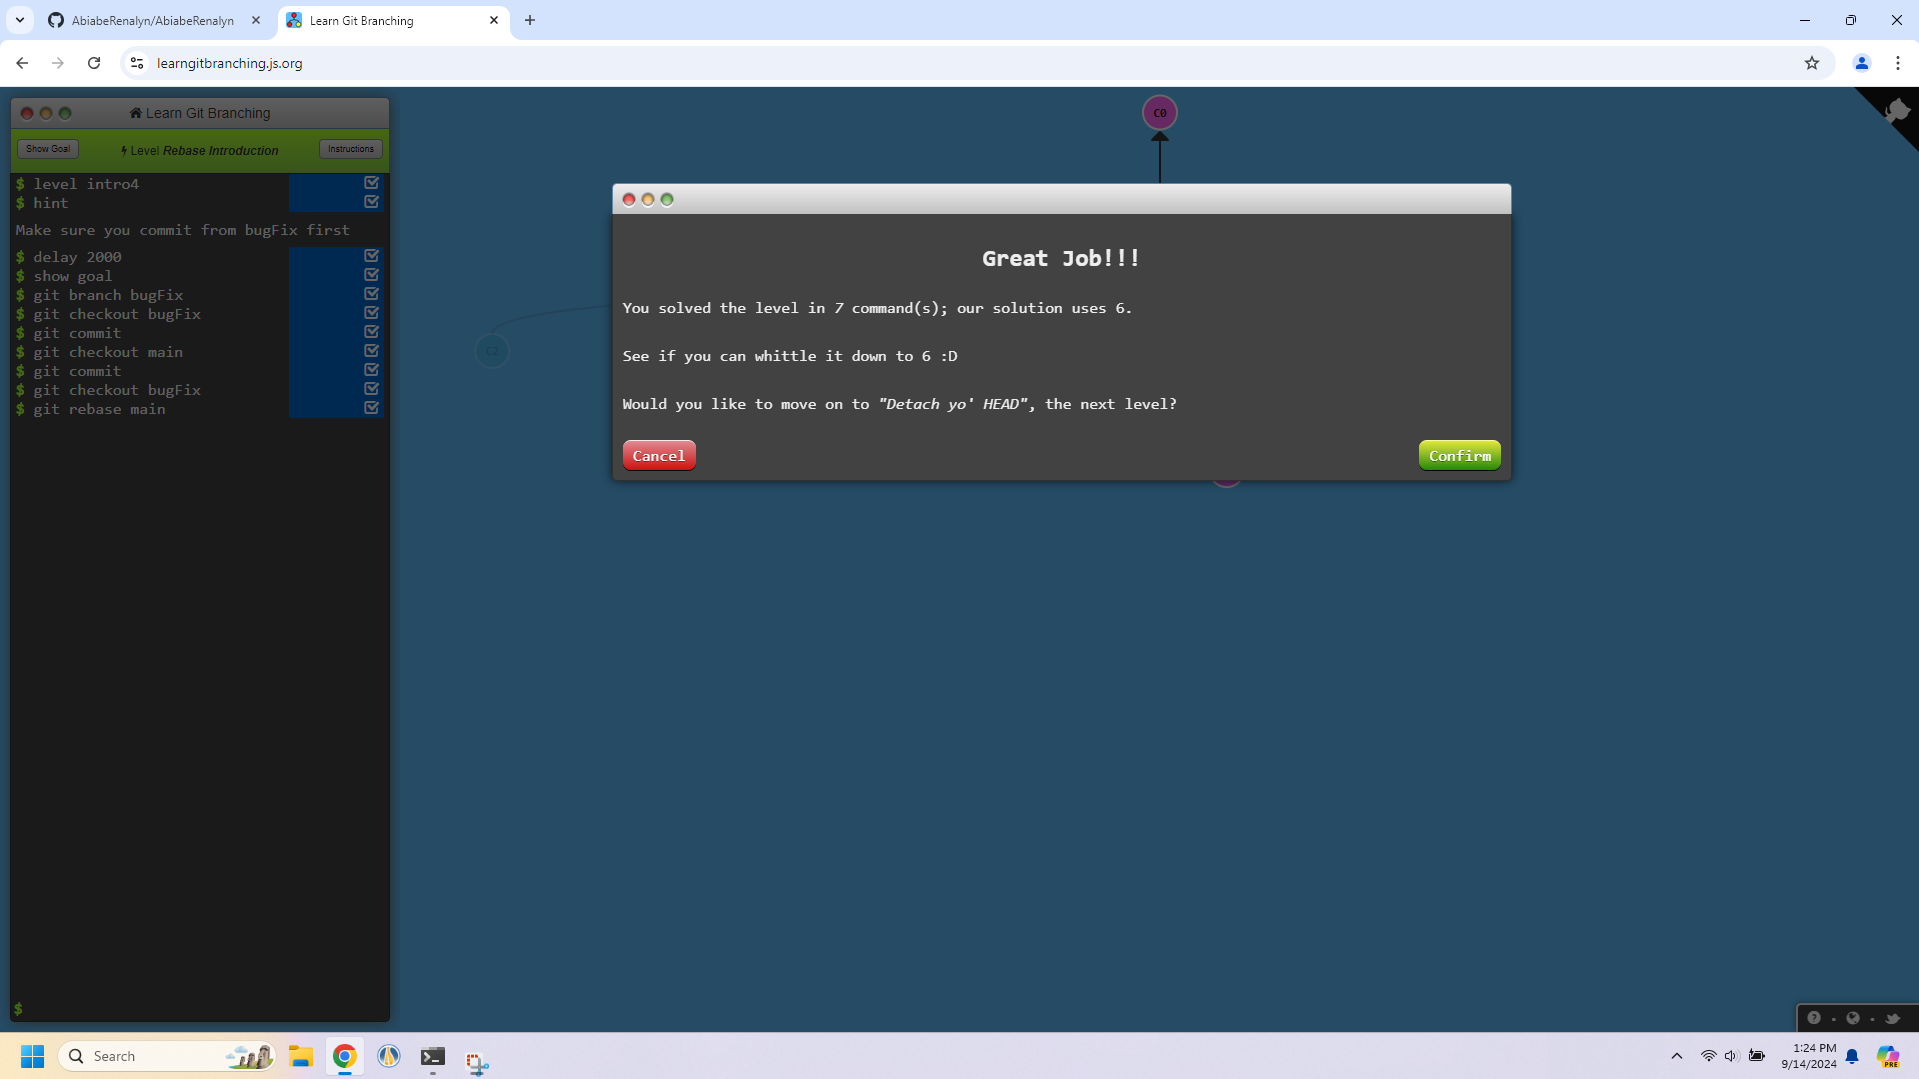 AbiabeRenalyn/AbiabeRenalyn
Learn Git Branching
learngitbranching.js.org
Learn Git Branching
Show Goal
Level Rebase Introduction
Instructions
$ level intro4
$ hint
Make sure you commit from bugFix first
$ delay 2000
$ show goal
$ git branch bugFix
$ git checkout bugFix
$ git commit
$ git checkout main
$ git commit
$ git checkout bugFix
$ git rebase main
$
C0
C2
Great Job!!!
You solved the level in 7 command(s); our solution uses 6.
See if you can whittle it down to 6 :D
Would you like to move on to "Detach yo' HEAD", the next level?
Cancel
Confirm
Search
1:24 PM
9/14/2024
PRE